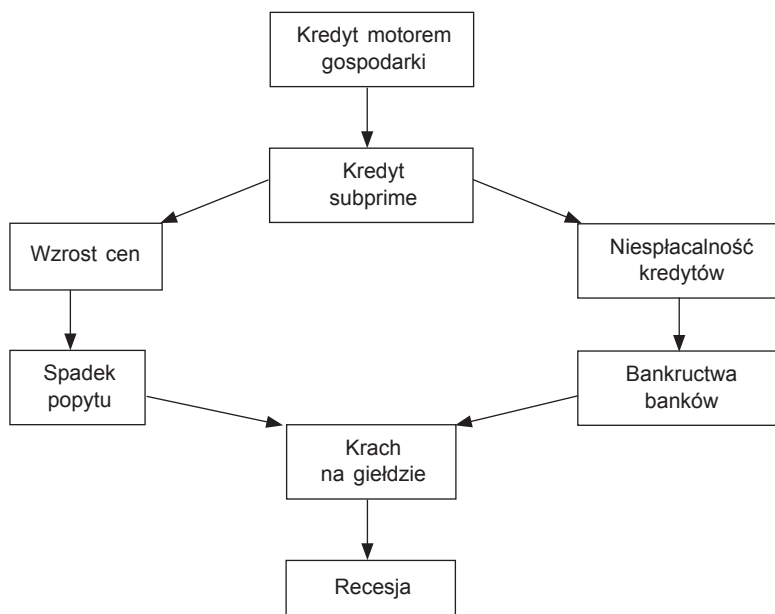 Kredyt motorem
gospodarki
Kredyt
subprime
Wzrost cen
Niespłacalność
kredytów
Spadek
popytu
Bankructwa
banków
Krach
na giełdzie
Recesja